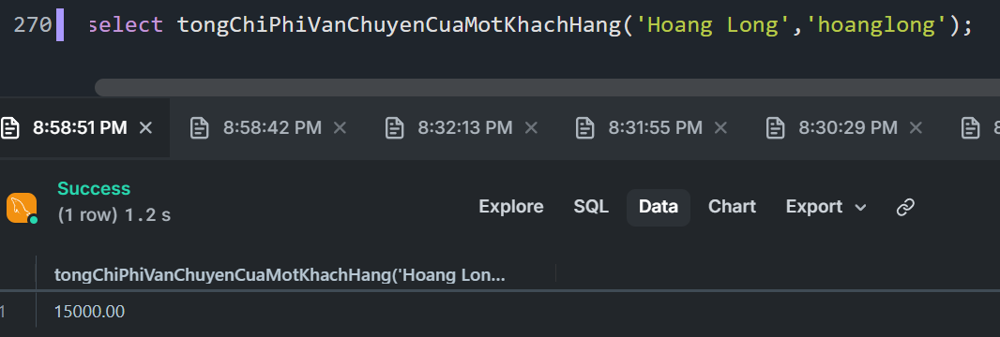 270 select tongChiPhiVanChuyenCuaMotKhachHang('Hoang Long','hoanglong');
8:58:51 PM 8:58:42 PM 8:32:13 PM 8:31:55 PM 8:30:29 PM
Success
(1 row) 1.2 s
Explore SQL Data Chart Export
tongChiPhiVanChuyenCuaMotKhachHang('Hoang Lon...
1 15000.00